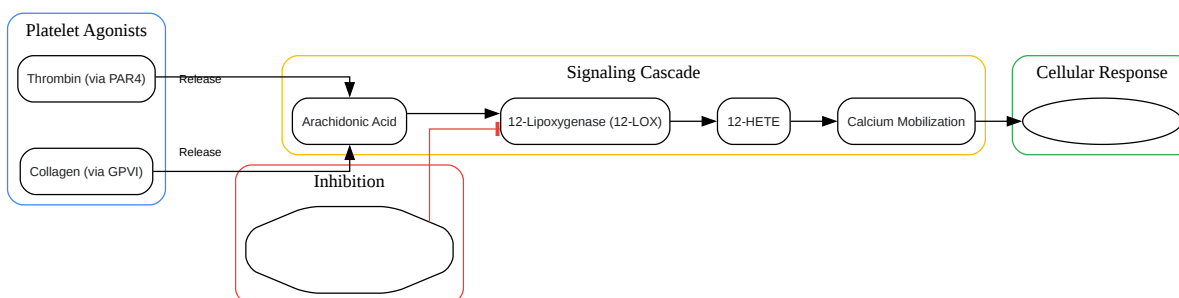 Platelet Agonists
Thrombin (via PAR4)
Release
Collagen (via GPVI)
Release
Signaling Cascade
Arachidonic Acid
12-Lipoxygenase (12-LOX)
12-HETE
Calcium Mobilization
Cellular Response
Inhibition